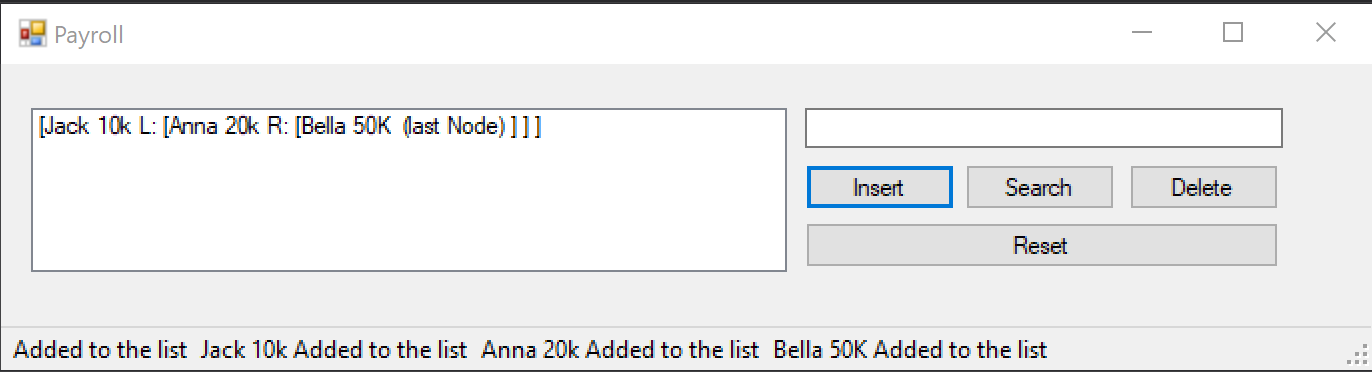 Payroll
[Jack 10k L: [Anna 20k R: [Bella 50K (last Node) ] ] ]
Insert Search Delete
Reset
Added to the list Jack 10k Added to the list Anna 20k Added to the list Bella 50K Added to the list